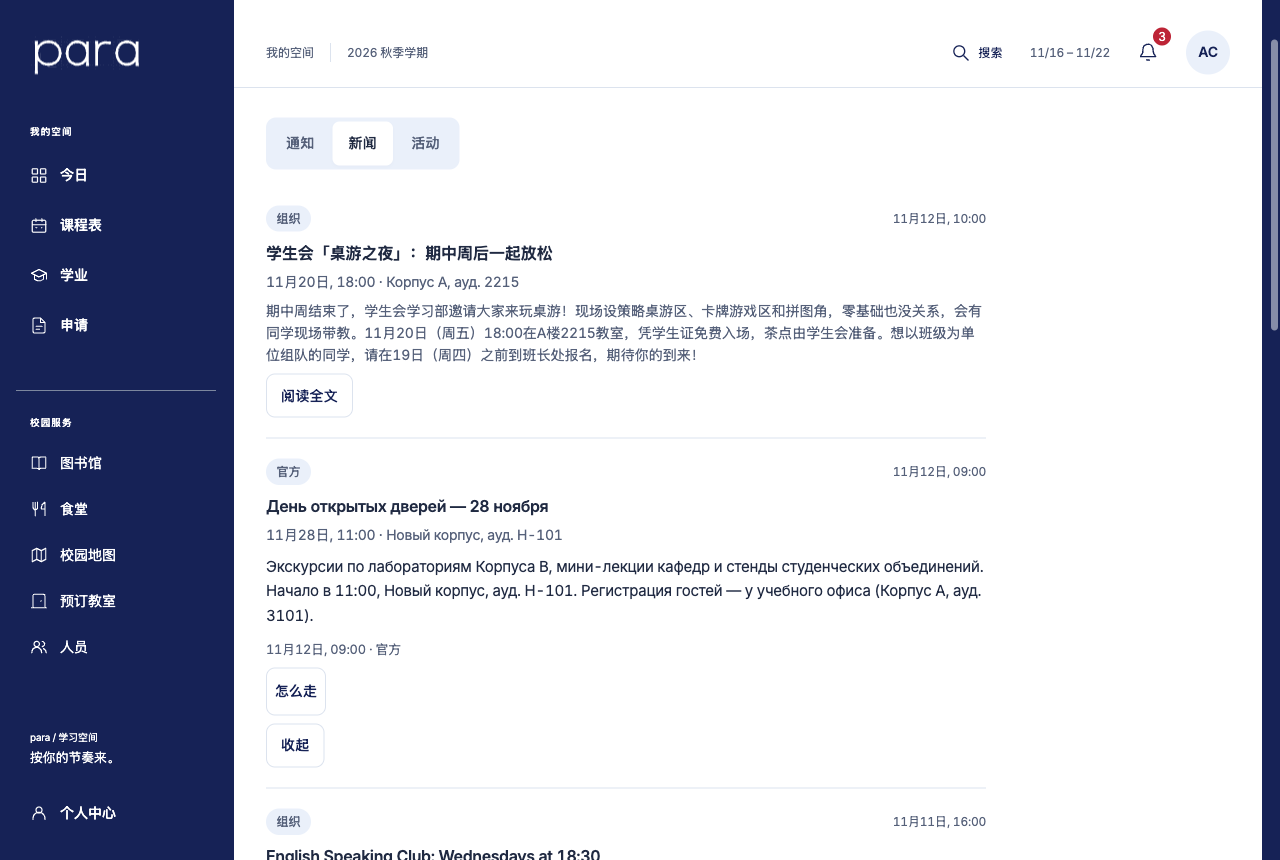 para
我的空间
今日
课程表
学业
申请
校园服务
图书馆
食堂
校园地图
预订教室
人员
para / 学习空间
按你的节奏来。
个人中心
我的空间
2026 秋季学期
搜索
11/16 – 11/22
3
AC
通知
新闻
活动
组织
11月12日, 10:00
学生会「桌游之夜」：期中周后一起放松
11月20日, 18:00 · Корпус A, ауд. 2215
期中周结束了，学生会学习部邀请大家来玩桌游！现场设策略桌游区、卡牌游戏区和拼图角，零基础也没关系，会有
同学现场带教。11月20日（周五）18:00在A楼2215教室，凭学生证免费入场，茶点由学生会准备。想以班级为单
位组队的同学，请在19日（周四）之前到班长处报名，期待你的到来！
阅读全文
官方
11月12日, 09:00
День открытых дверей — 28 ноября
11月28日, 11:00 · Новый корпус, ауд. Н-101
Экскурсии по лабораториям Корпуса B, мини-лекции кафедр и стенды студенческих объединений.
Начало в 11:00, Новый корпус, ауд. Н-101. Регистрация гостей — у учебного офиса (Корпус А, ауд.
3101).
11月12日, 09:00 · 官方
怎么走
收起
组织
11月11日, 16:00
English Speaking Club: Wednesdays at 18:30